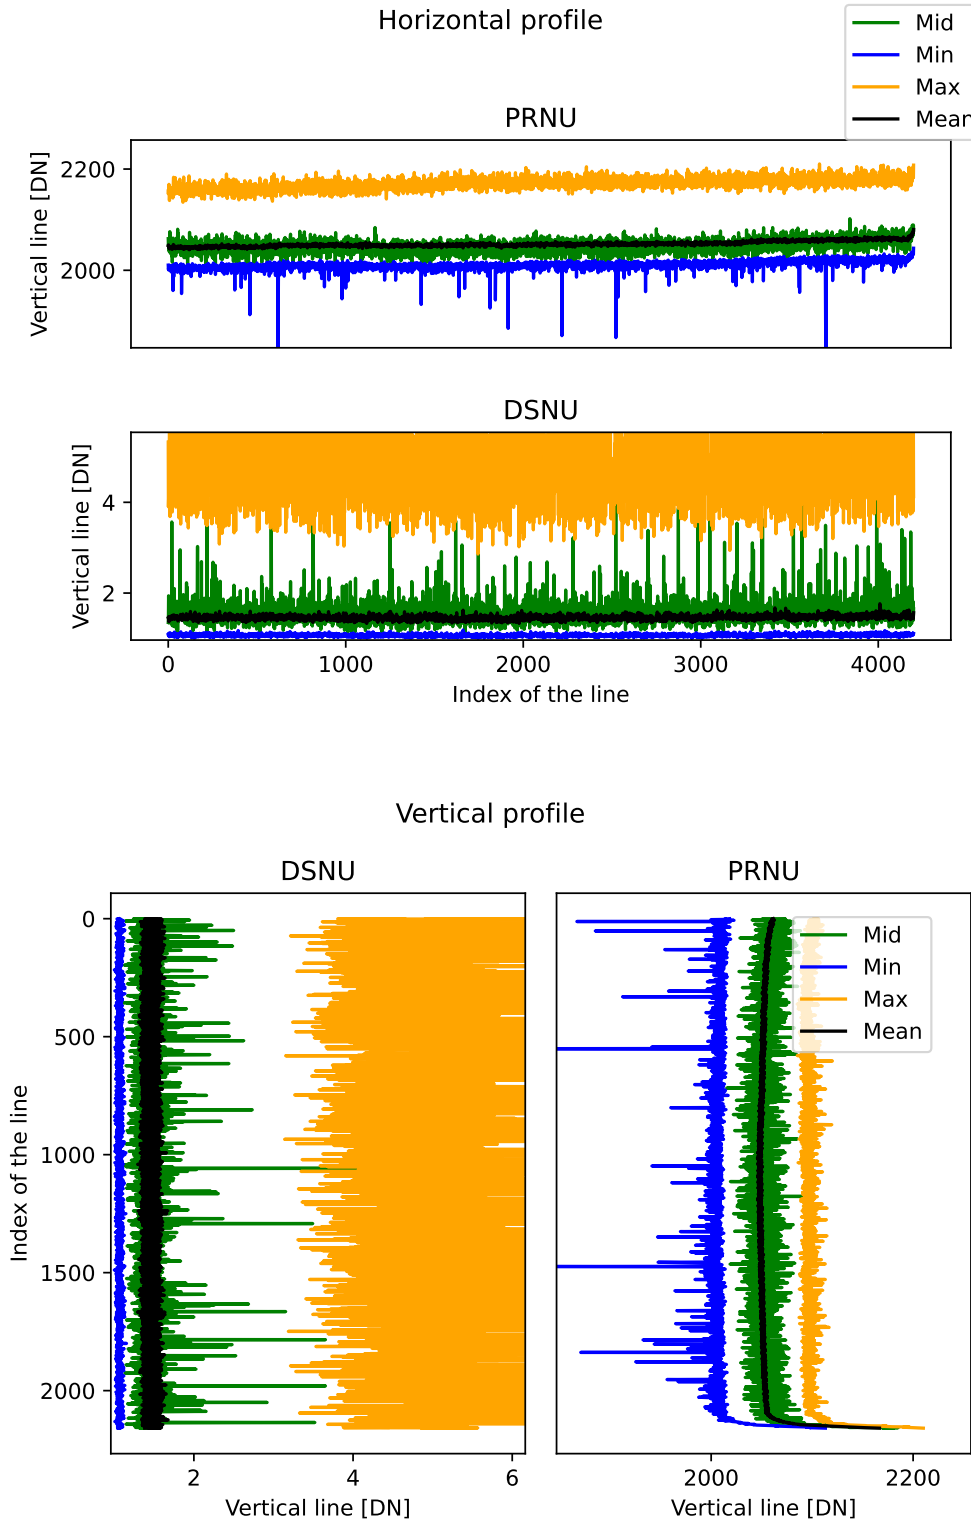 Horizontal profile
Mid
Min
Max
Mean
PRNU
Vertical line [DN]
2200
2000
DSNU
Vertical line [DN]
4
2
0
1000
2000
3000
4000
Index of the line
Vertical profile
DSNU
PRNU
Index of the line
0
500
1000
1500
2000
Mid
Min
Max
Mean
2
4
6
2000
2200
Vertical line [DN]
Vertical line [DN]